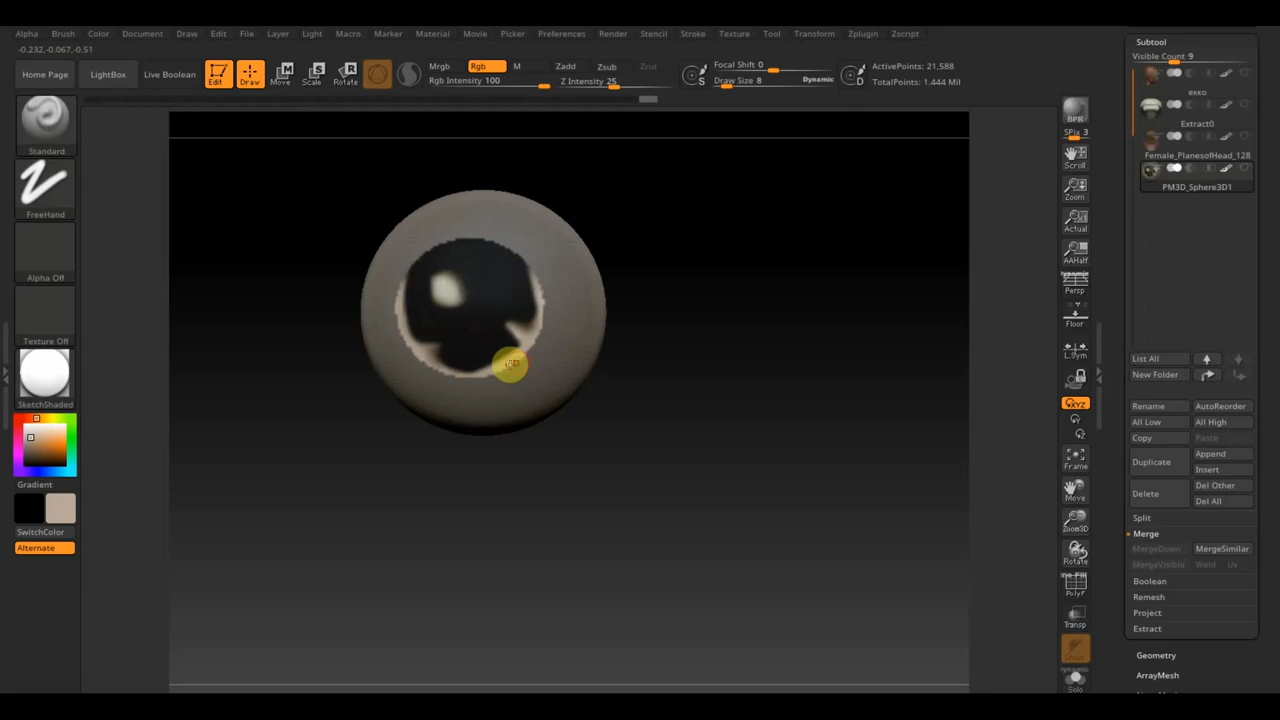 Alpha Brush Color Document Draw Edit File Layer Light Macro Marker Material Movie Picker Preferences Render Stencil Stroke Texture Tool Transform Zplugin Zscript
-0.232,-0.067,-0.51
Home Page
LightBox
Live Boolean
Edit
Draw
Move
Scale
Rotate
Mrgb Rgb M
Rgb Intensity 100
Zadd Zsub Zcut
Z Intensity 25
S
Focal Shift 0
Draw Size 8
Dynamic
D
ActivePoints: 21,588
TotalPoints: 1.444 Mil
Standard
FreeHand
Alpha Off
Texture Off
SketchShaded
Gradient
SwitchColor
Alternate
BPR
SPix 3
Scroll
Zoom
Actual
AAHalf
Dynamic
Persp
Floor
L.Sym
XYZ
Frame
Move
Zoom3D
Rotate
Line Fill
PolyF
Transp
Dynamic
Solo
Subtool
Visible Count 9
екко
Extract0
Female_PlanesofHead_128
PM3D_Sphere3D1
List All
New Folder
Rename AutoReorder
All Low All High
Copy Paste
Duplicate Append
Insert
Delete Del Other
Del All
Split
Merge
MergeDown MergeSimilar
MergeVisible Weld Uv
Boolean
Remesh
Project
Extract
Geometry
ArrayMesh